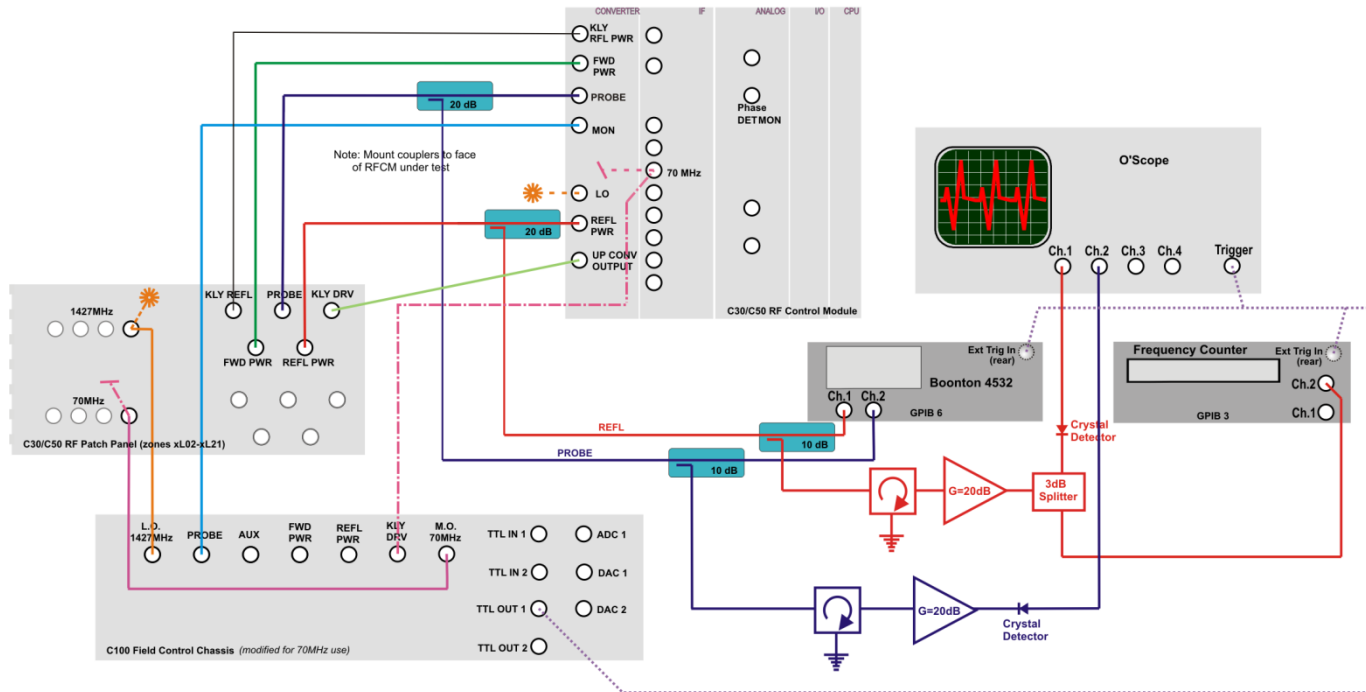 CONVERTER IF ANALOG I/O CPU
KLY
RFL PWR
FWD
PWR
PROBE
20 dB
Phase
DETMON
MON
Note: Mount couplers to face
of RFCM under test
70 MHz
LO
REFL
PWR
20 dB
UP CONV
OUTPUT
C30/C50 RF Control Module
O'Scope
Ch.1 Ch.2 Ch.3 Ch.4 Trigger
KLY REFL PROBE KLY DRV
1427MHz
FWD PWR REFL PWR
70MHz
C30/C50 RF Patch Panel (zones xL02-xL21)
Ext Trig In
(rear)
Boonton 4532
Ch.1 Ch.2
GPIB 6
Frequency Counter
Ext Trig In
(rear)
Ch.2
Ch.1
GPIB 3
REFL
10 dB
Crystal
Detector
PROBE
10 dB
G=20dB
3dB
Splitter
L.O.
1427MHz
PROBE
AUX
FWD
PWR
REFL
PWR
KLY
DRV
M.O.
70MHz
TTL IN 1
ADC 1
TTL IN 2
DAC 1
TTL OUT 1
DAC 2
TTL OUT 2
G=20dB
Crystal
Detector
C100 Field Control Chassis (modified for 70MHz use)